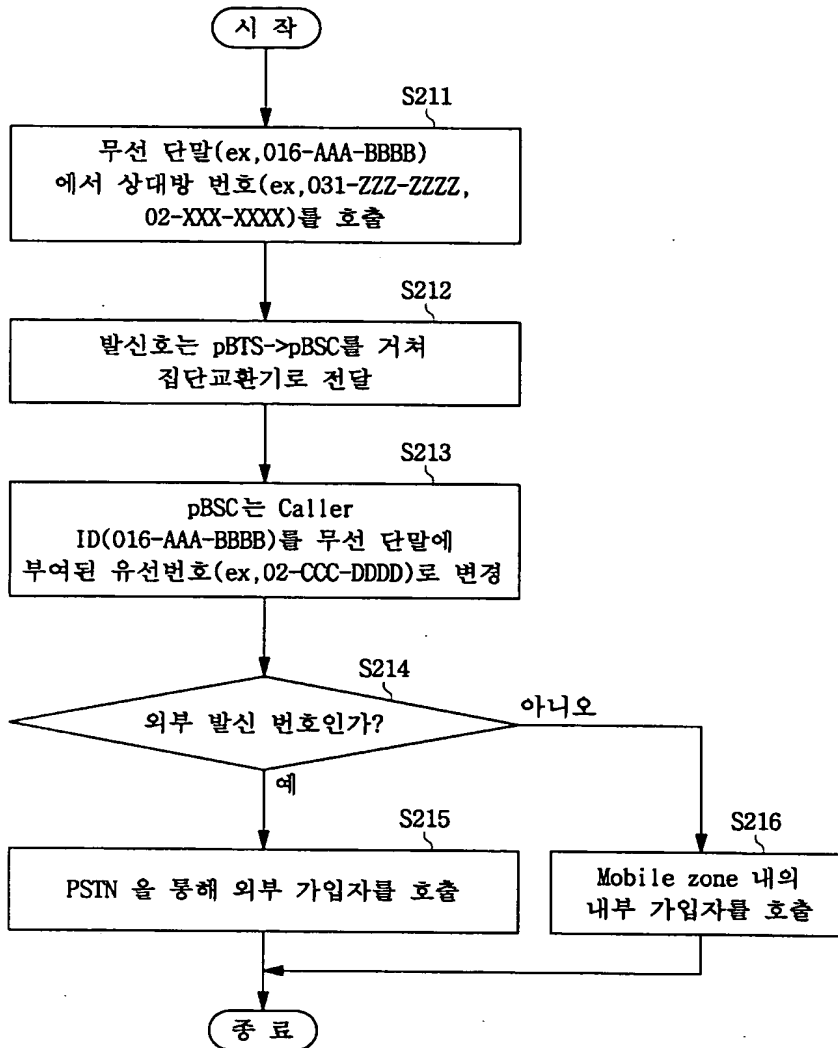 시 작
S211
무선 단말(ex,016-AAA-BBBB)
에서 상대방 번호(ex,031-ZZZ-ZZZZ,
02-XXX-XXXX)를 호출
S212
발신호는 pBTS->pBSC를 거쳐
집단교환기로 전달
S213
pBSC는 Caller
ID(016-AAA-BBBB)를 무선 단말에
부여된 유선번호(ex,02-CCC-DDDD)로 변경
S214
외부 발신 번호인가?
아니오
예
S215
PSTN 을 통해 외부 가입자를 호출
S216
Mobile zone 내의
내부 가입자를 호출
종 료